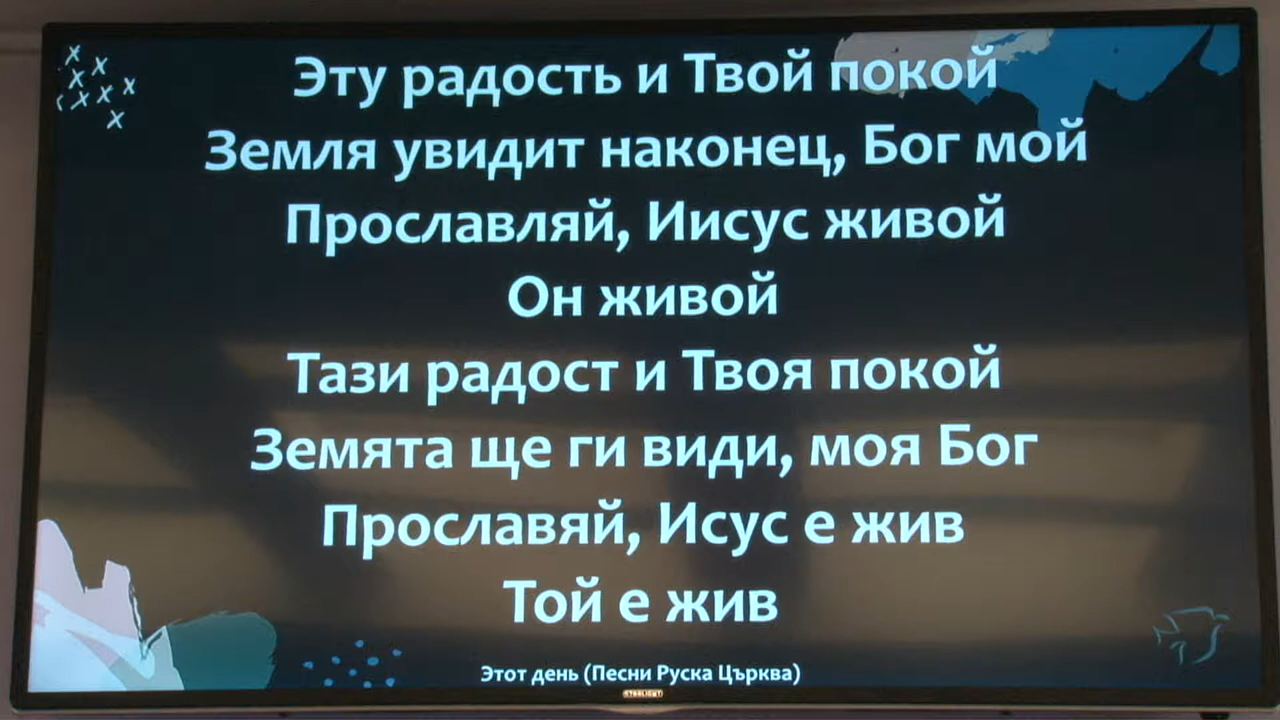 Эту радость и Твой покой
Земля увидит наконец, Бог мой
Прославляй, Иисус живой
Он живой
Тази радост и Твоя покой
Земята ще ги види, моя Бог
Прославяй, Исус е жив
Той е жив
Этот день (Песни Руска Църква)
STARLIGHT